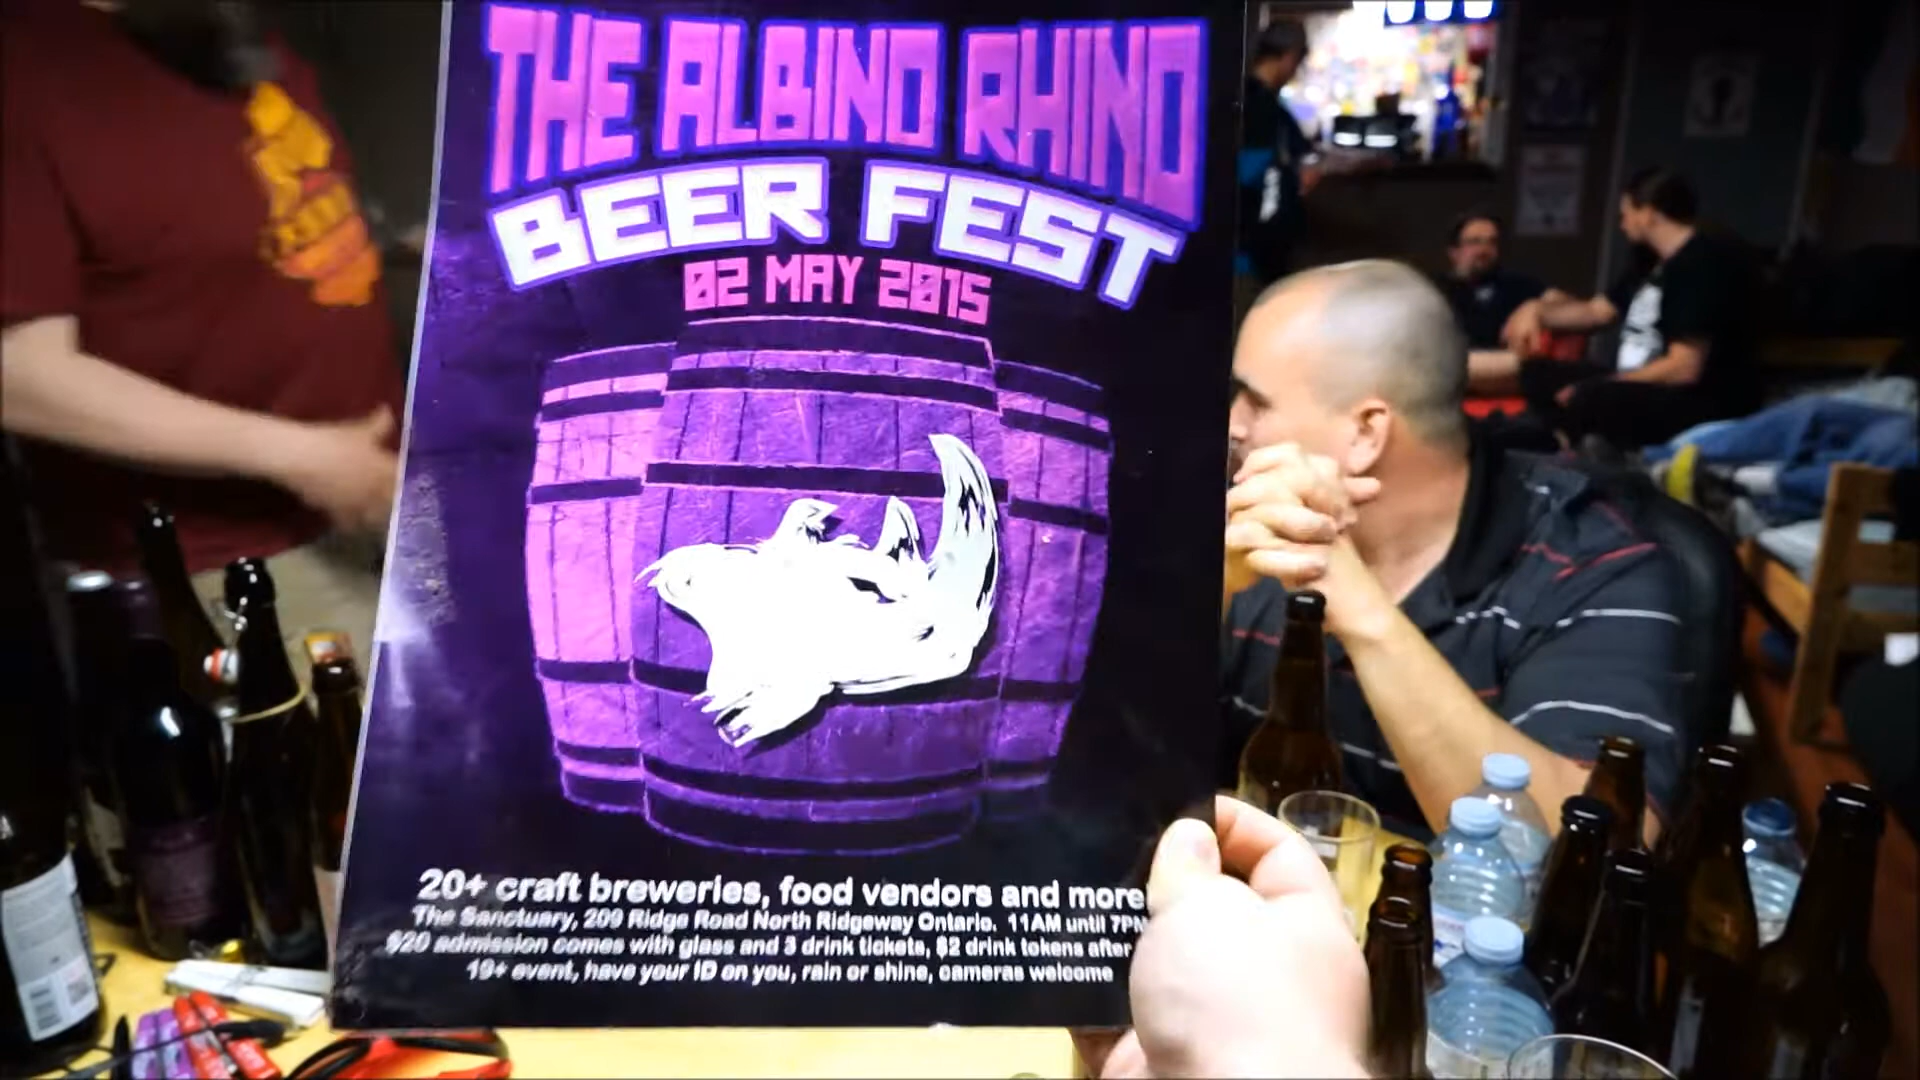 THE ALBINO RHINO
BEER FEST
02 MAY 2015
20+ craft breweries, food vendors and more
The Sanctuary, 209 Ridge Road North Ridgeway Ontario. 11AM until 7PM
$20 admission comes with glass and 3 drink tickets, $2 drink tokens after
19+ event, have your ID on you, rain or shine, cameras welcome